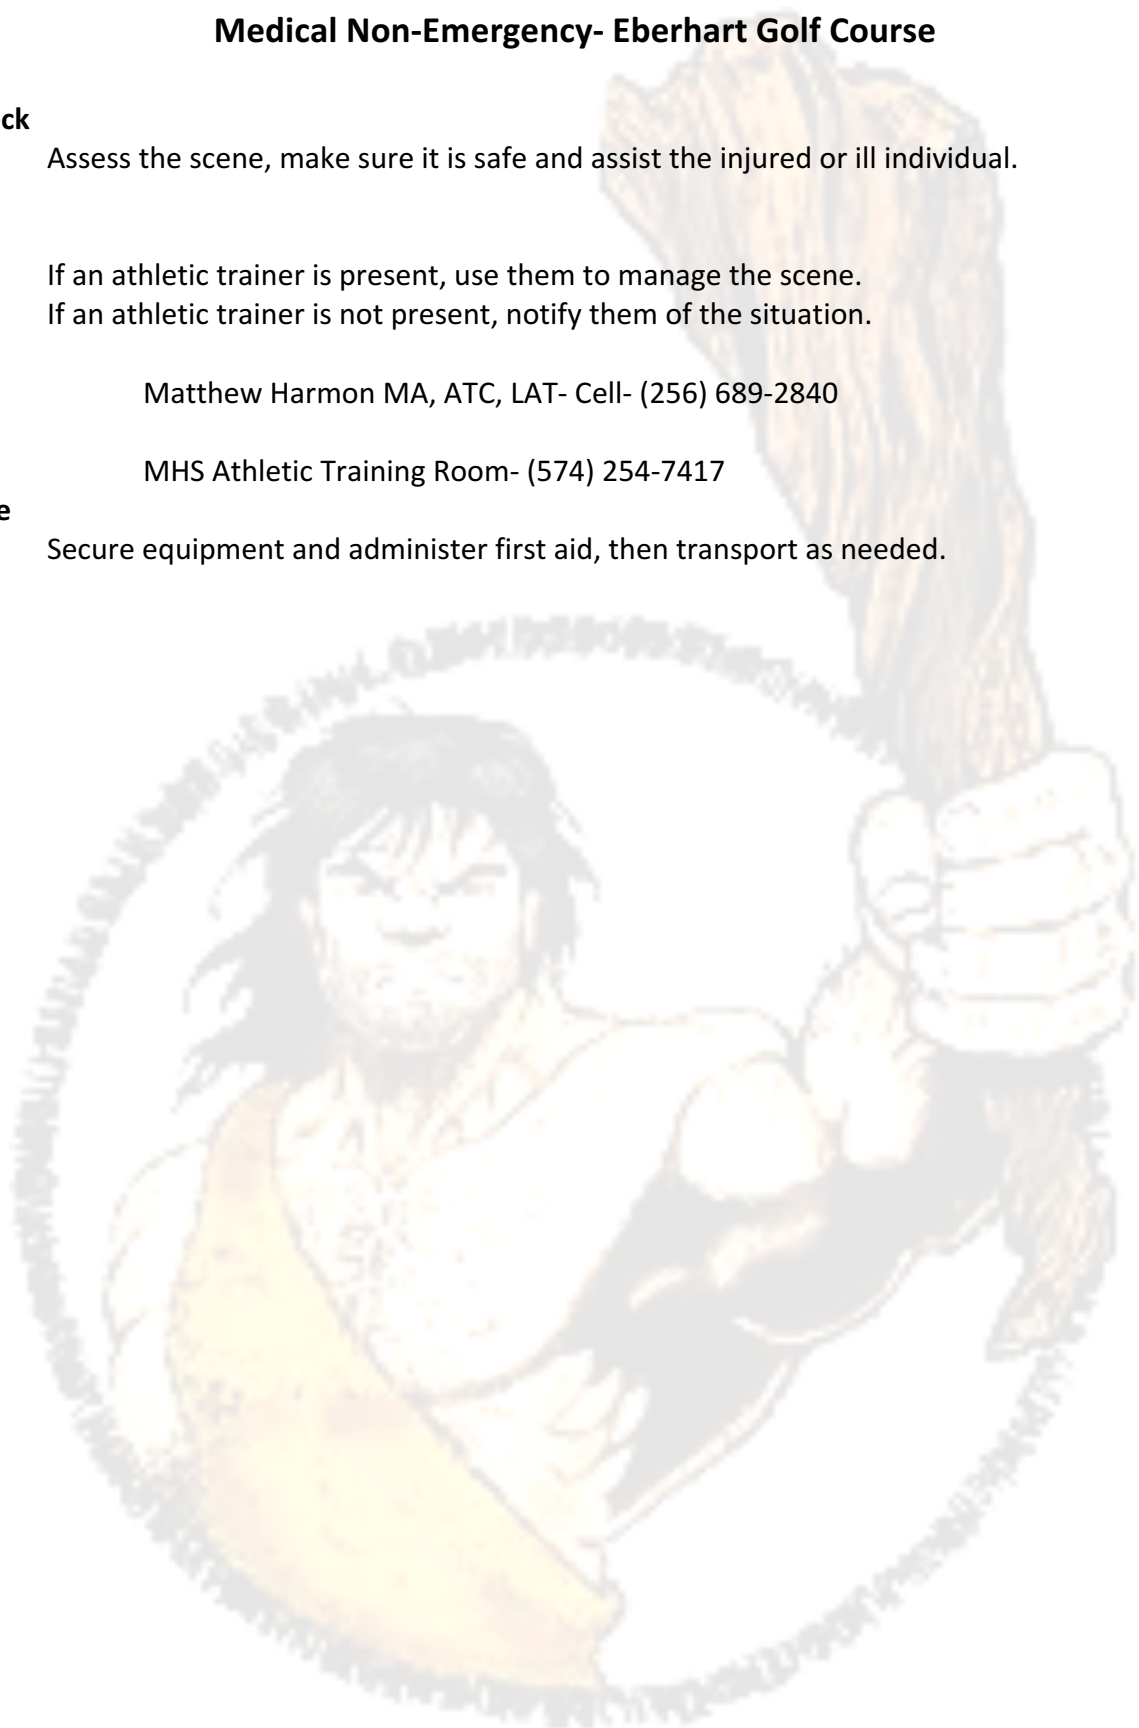 Medical Non-Emergency- Eberhart Golf Course
ck
Assess the scene, make sure it is safe and assist the injured or ill individual.
If an athletic trainer is present, use them to manage the scene.
If an athletic trainer is not present, notify them of the situation.
Matthew Harmon MA, ATC, LAT- Cell- (256) 689-2840
MHS Athletic Training Room- (574) 254-7417
e
Secure equipment and administer first aid, then transport as needed.